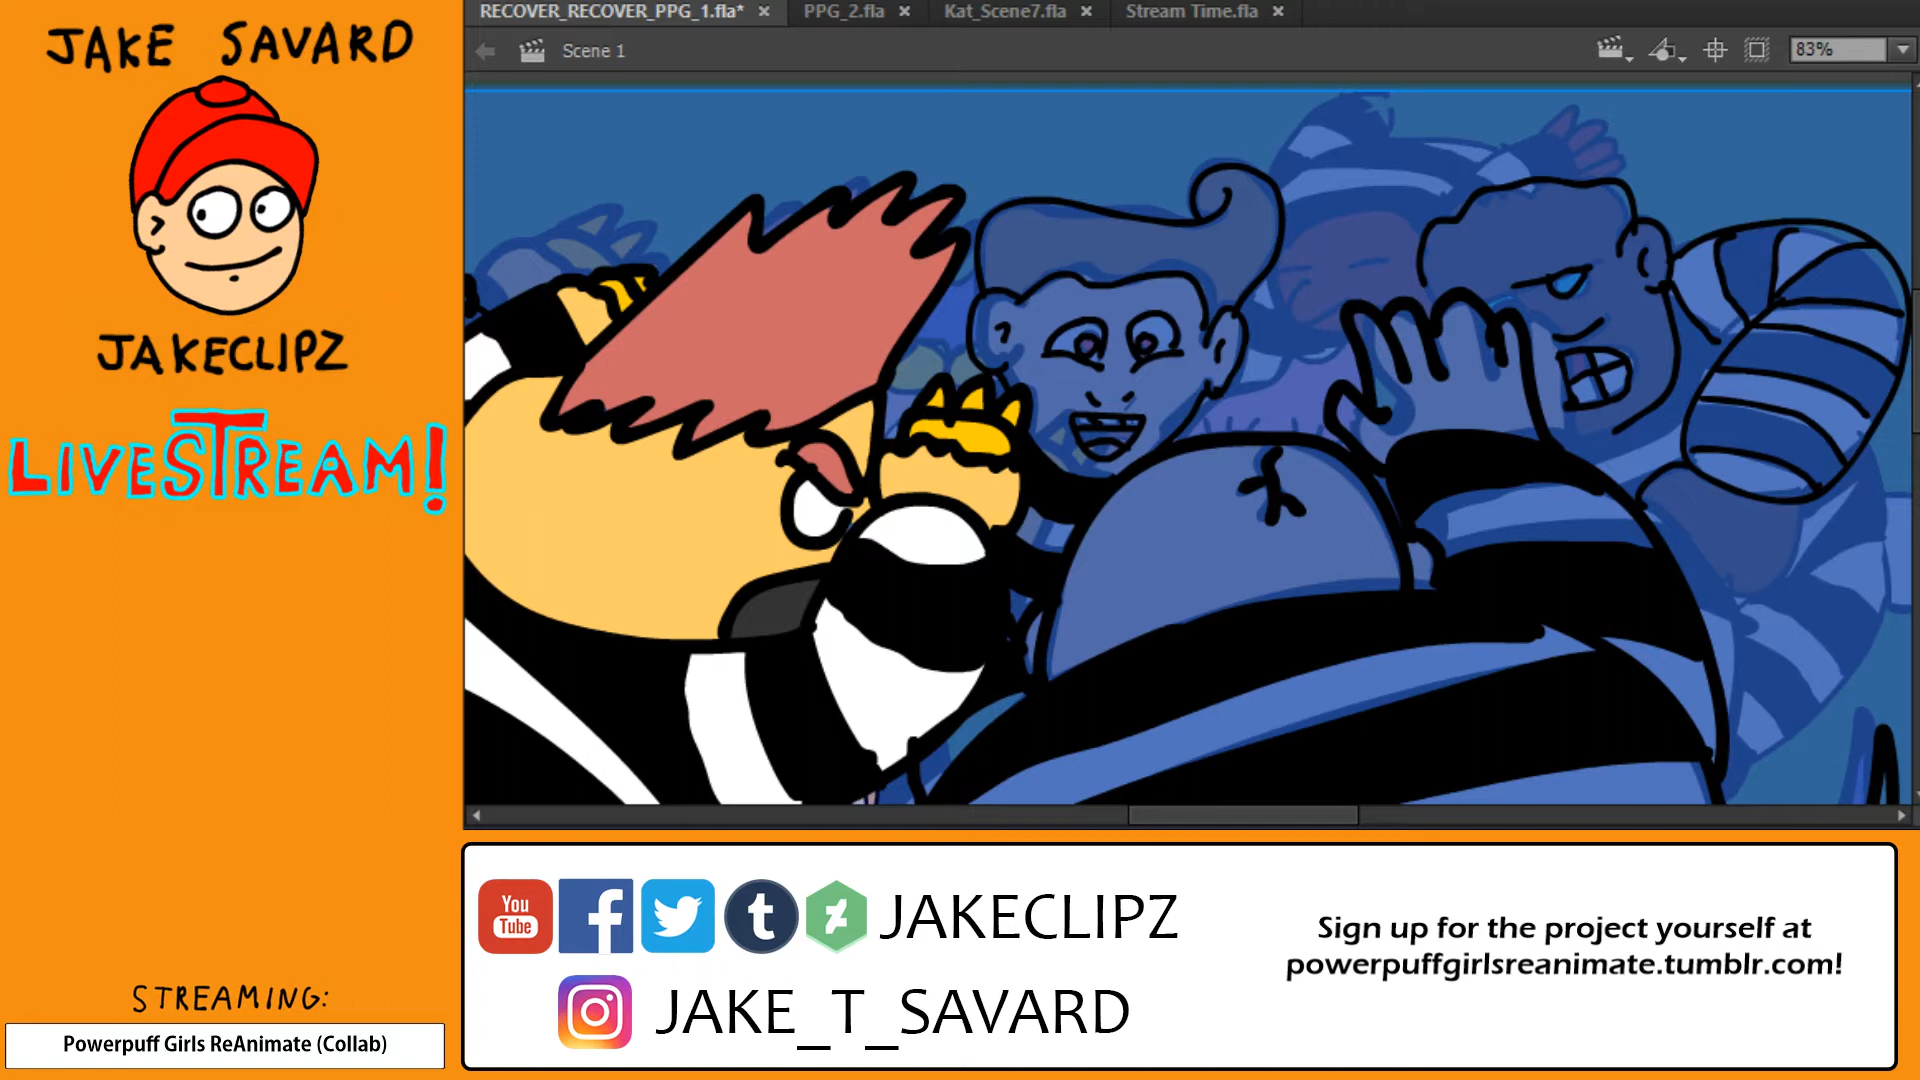 JAKE SAVARD
JAKECLIPZ
LIVESTREAM!
STREAMING:
Powerpuff Girls ReAnimate (Collab)
RECOVER_RECOVER_PPG_1.fla* × PPG_2.fla × Kat_Scene7.fla × Stream Time.fla ×
Scene 1
83%
You
Tube
JAKECLIPZ
JAKE_T_SAVARD
Sign up for the project yourself at
powerpuffgirlsreanimate.tumblr.com!